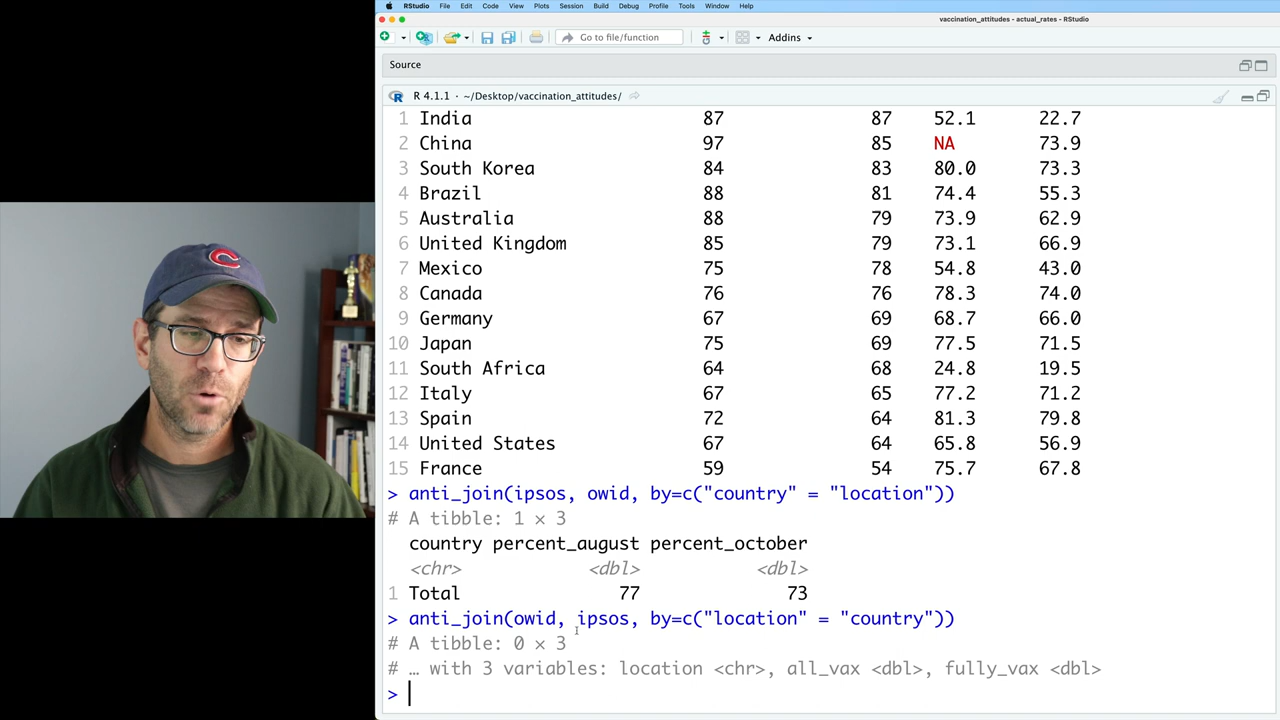 RStudio File Edit Code View Plots Session Build Debug Profile Tools Window Help
vaccination_attitudes - actual_rates - RStudio
Go to file/function Addins
Source
R 4.1.1 · ~/Desktop/vaccination_attitudes/
1 India 87 87 52.1 22.7
2 China 97 85 NA 73.9
3 South Korea 84 83 80.0 73.3
4 Brazil 88 81 74.4 55.3
5 Australia 88 79 73.9 62.9
6 United Kingdom 85 79 73.1 66.9
7 Mexico 75 78 54.8 43.0
8 Canada 76 76 78.3 74.0
9 Germany 67 69 68.7 66.0
10 Japan 75 69 77.5 71.5
11 South Africa 64 68 24.8 19.5
12 Italy 67 65 77.2 71.2
13 Spain 72 64 81.3 79.8
14 United States 67 64 65.8 56.9
15 France 59 54 75.7 67.8
> anti_join(ipsos, owid, by=c("country" = "location"))
# A tibble: 1 × 3
country percent_august percent_october
<chr> <dbl> <dbl>
1 Total 77 73
> anti_join(owid, ipsos, by=c("location" = "country"))
# A tibble: 0 × 3
# … with 3 variables: location <chr>, all_vax <dbl>, fully_vax <dbl>
>